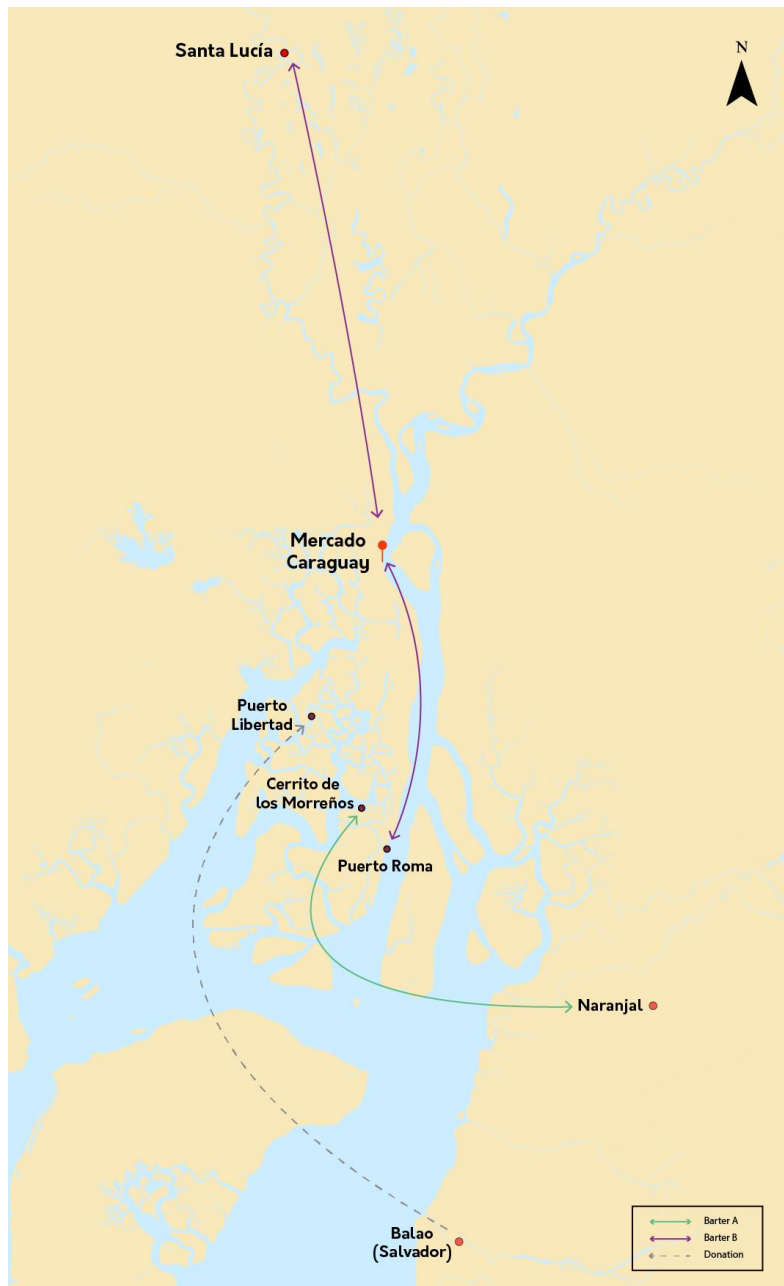 Santa Lucía
N
Mercado
Caraguay
Puerto
Libertad
Cerrito de
los Morreños
Puerto Roma
Naranjal
Balao
(Salvador)
Barter A
Barter B
Donation